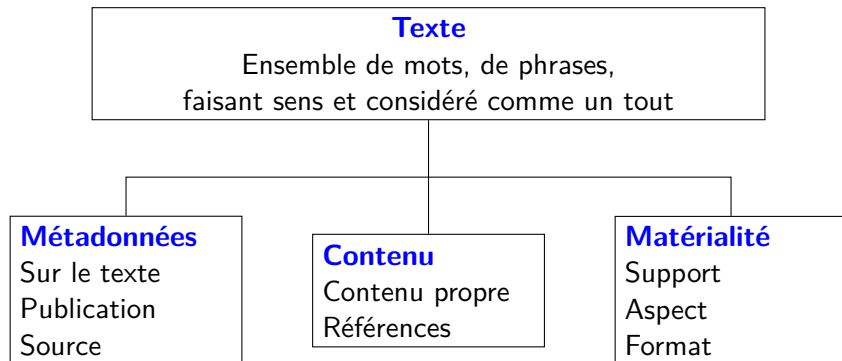 Texte
Ensemble de mots, de phrases,
faisant sens et considéré comme un tout
Métadonnées
Sur le texte
Publication
Source
Contenu
Contenu propre
Références
Matérialité
Support
Aspect
Format